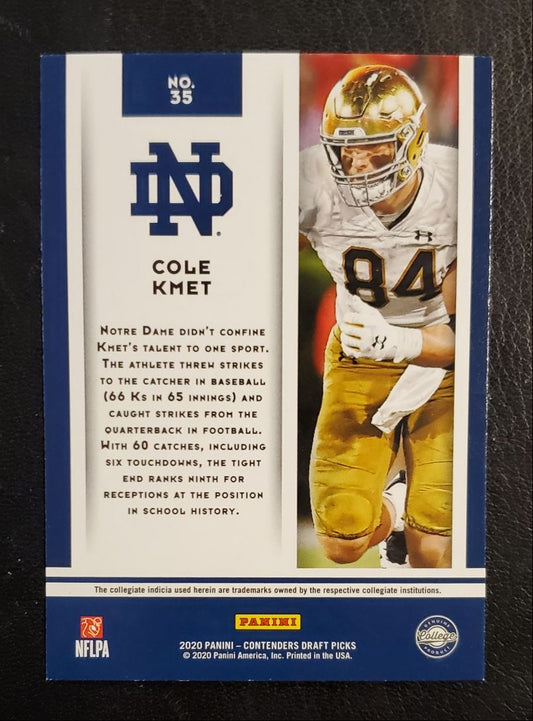 NO.
35
ND
COLE
KMET
84
NOTRE DAME DIDN'T CONFINE
KMET'S TALENT TO ONE SPORT.
THE ATHLETE THREW STRIKES
TO THE CATCHER IN BASEBALL
(66 KS IN 65 INNINGS) AND
CAUGHT STRIKES FROM THE
QUARTERBACK IN FOOTBALL.
WITH 60 CATCHES, INCLUDING
SIX TOUCHDOWNS, THE TIGHT
END RANKS NINTH FOR
RECEPTIONS AT THE POSITION
IN SCHOOL HISTORY.
The collegiate indicia used herein are trademarks owned by the respective collegiate institutions.
NFLPA
PANINI
2020 PANINI – CONTENDERS DRAFT PICKS
© 2020 Panini America, Inc. Printed in the USA.
GENUINE
College
PRODUCT